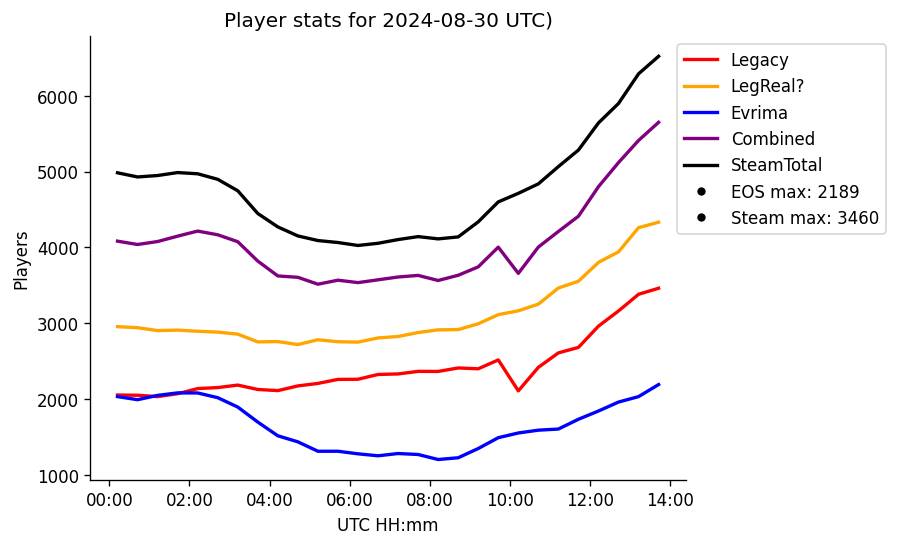 Player stats for 2024-08-30 UTC)
Legacy
LegReal?
Evrima
Combined
SteamTotal
EOS max: 2189
Steam max: 3460
Players
6000
5000
4000
3000
2000
1000
00:00 02:00 04:00 06:00 08:00 10:00 12:00 14:00
UTC HH:mm